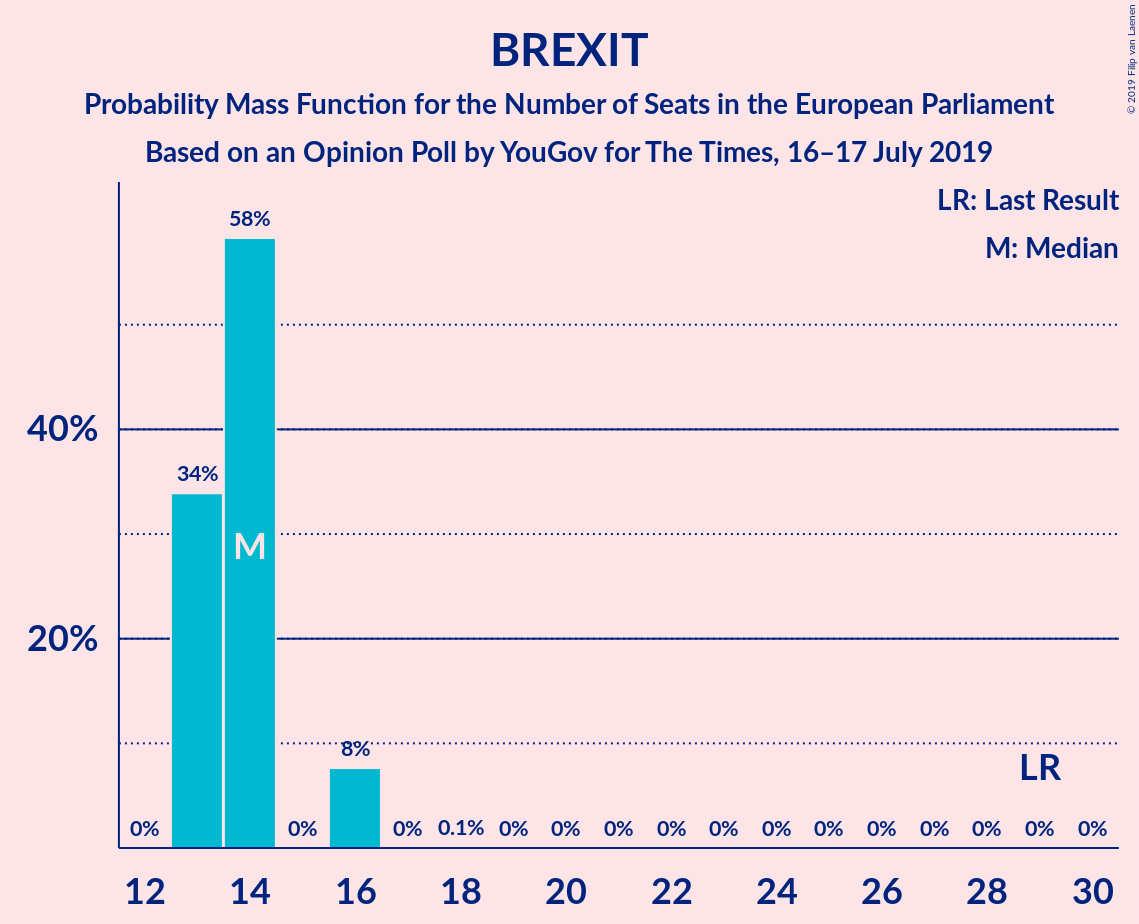 BREXIT
Probability Mass Function for the Number of Seats in the European Parliament
Based on an Opinion Poll by YouGov for The Times, 16–17 July 2019
© 2019 Filip van Laenen
LR: Last Result
M: Median
58%
40%
34%
M
20%
8%
LR
0% 0% 0% 0.1% 0% 0% 0% 0% 0% 0% 0% 0% 0% 0% 0% 0%
12 14 16 18 20 22 24 26 28 30